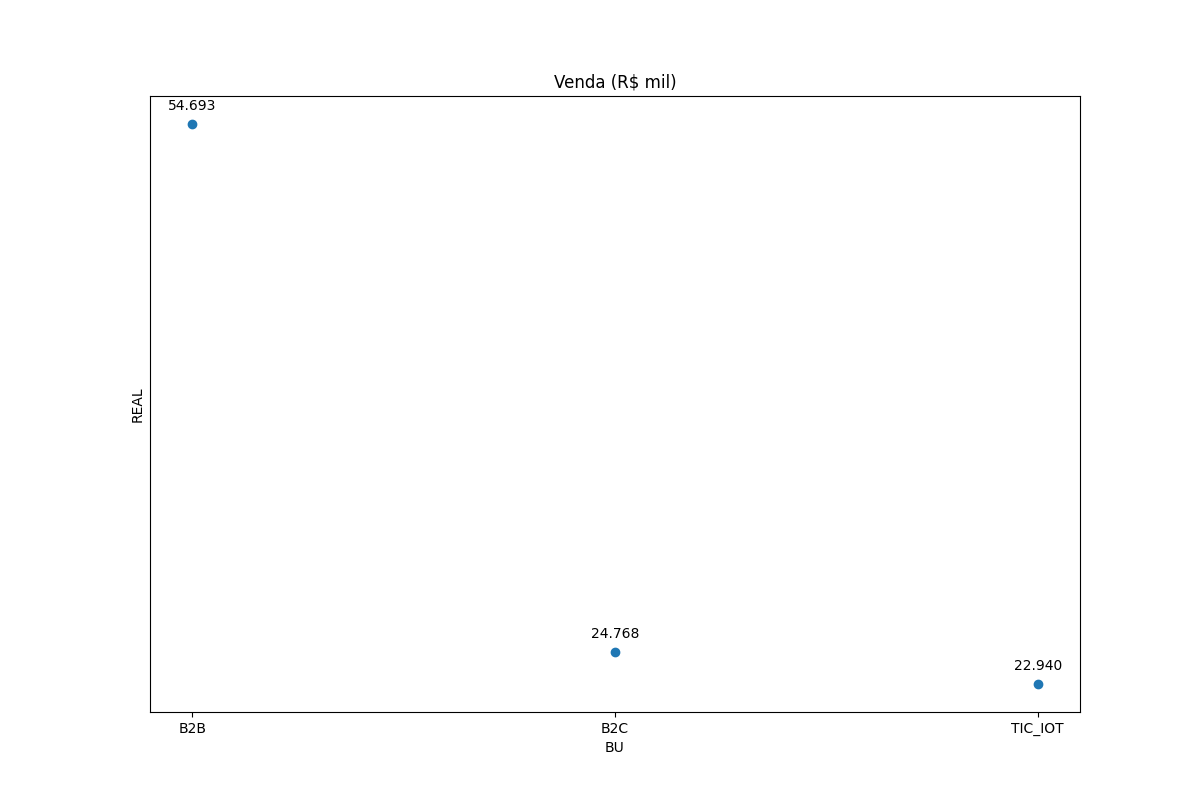 Venda (R$ mil)
54.693
REAL
24.768
22.940
B2B
B2C
TIC_IOT
BU